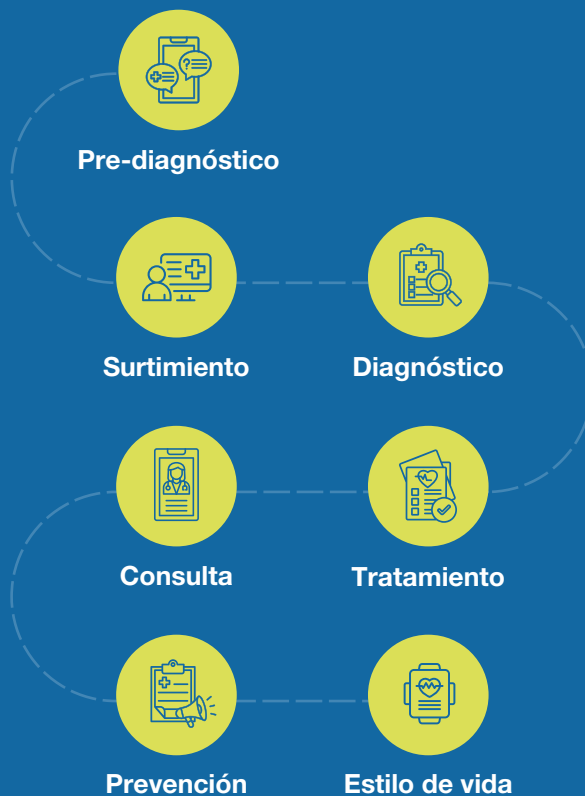 Pre-diagnóstico
Surtimiento
Diagnóstico
Consulta
Tratamiento
Prevención
Estilo de vida